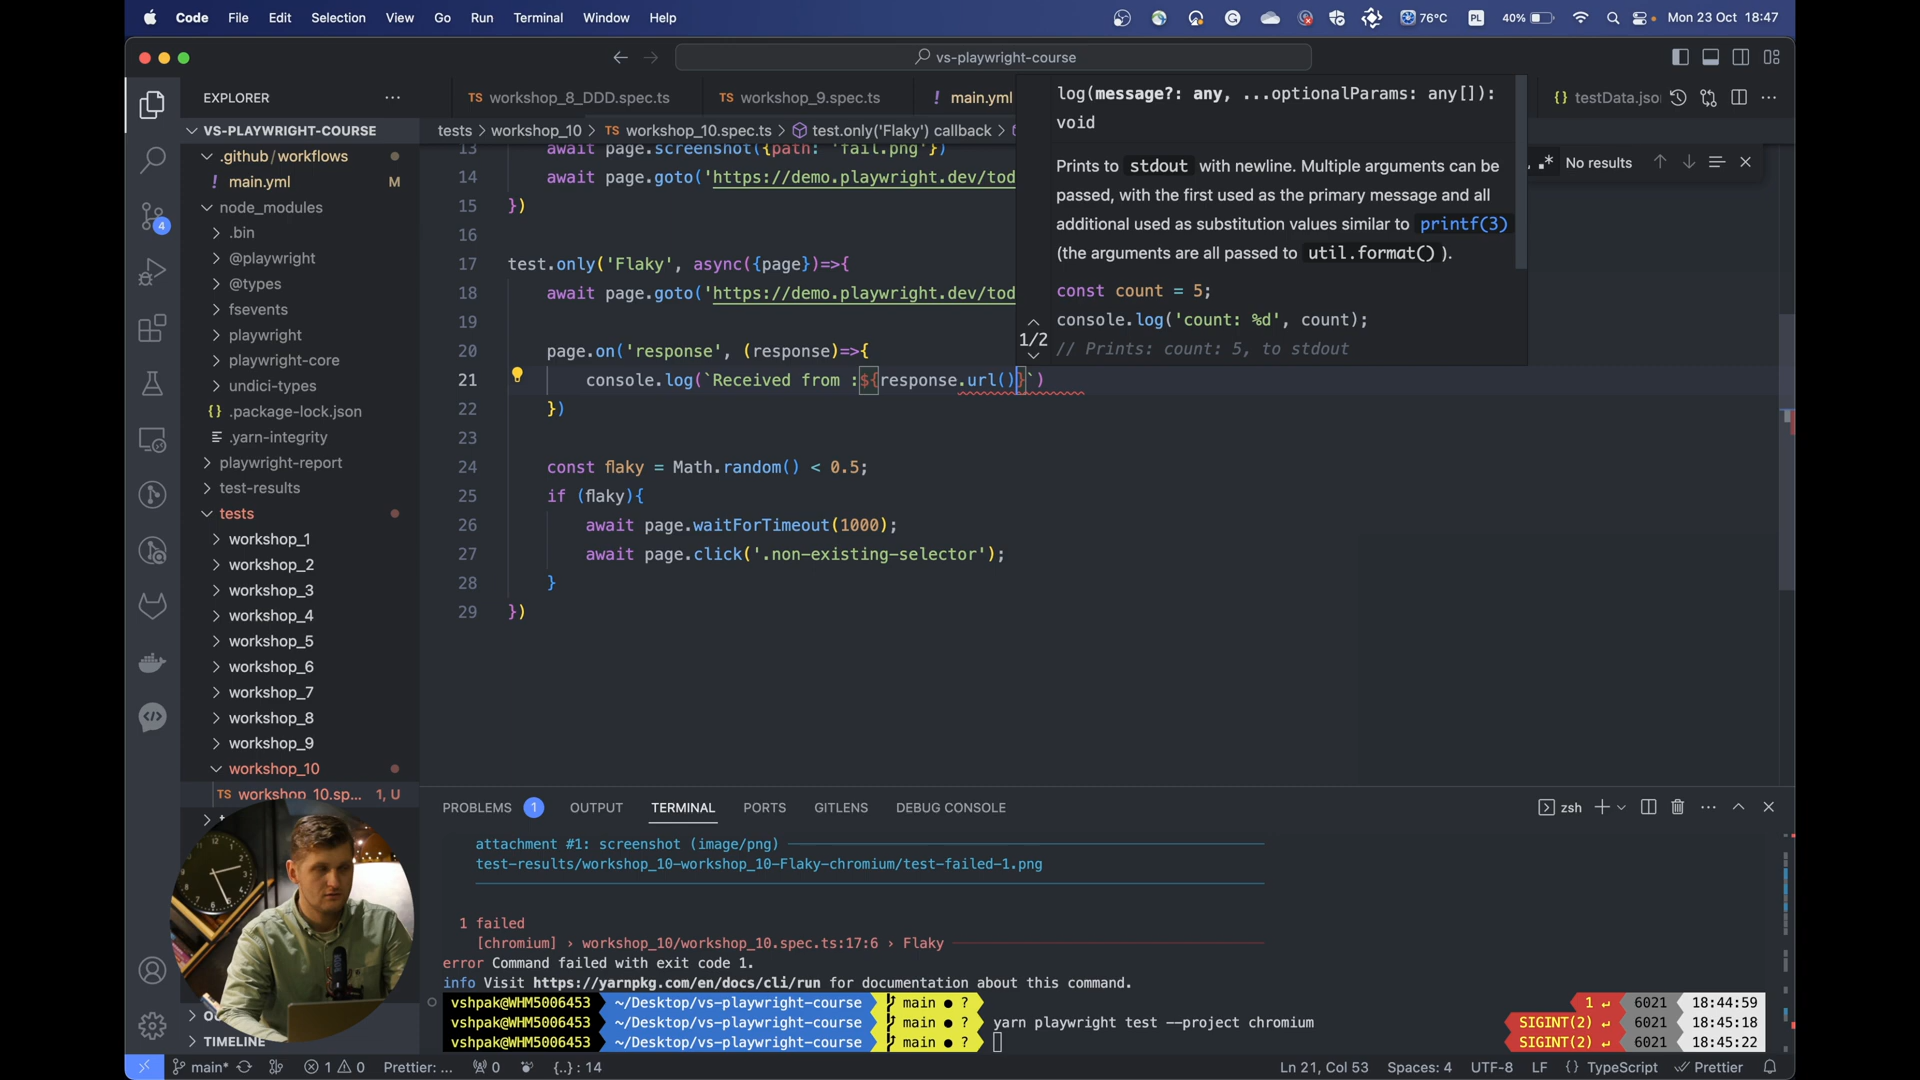 Code File Edit Selection View Go Run Terminal Window Help
76°C PL 40% Mon 23 Oct 18:47
vs-playwright-course
EXPLORER
TS workshop_8_DDD.spec.ts
TS workshop_9.spec.ts
! main.yml
{} testData.jso
VS-PLAYWRIGHT-COURSE
tests > workshop_10 > TS workshop_10.spec.ts > test.only('Flaky') callback >
.github/workflows
! main.yml M
node_modules
.bin
@playwright
@types
fsevents
playwright
playwright-core
undici-types
{} .package-lock.json
.yarn-integrity
playwright-report
test-results
tests
workshop_1
workshop_2
workshop_3
workshop_4
workshop_5
workshop_6
workshop_7
workshop_8
workshop_9
workshop_10
TS workshop_10.sp... 1, U
TIMELINE
13 await page.screenshot({path: 'fail.png'})
14 await page.goto('https://demo.playwright.dev/tod
15 })
16
17 test.only('Flaky', async({page})=>{
18 await page.goto('https://demo.playwright.dev/tod
19
20 page.on('response', (response)=>{
21 console.log(`Received from :${response.url()}`)
22 })
23
24 const flaky = Math.random() < 0.5;
25 if (flaky){
26 await page.waitForTimeout(1000);
27 await page.click('.non-existing-selector');
28 }
29 })
log(message?: any, ...optionalParams: any[]):
void
Prints to stdout with newline. Multiple arguments can be
passed, with the first used as the primary message and all
additional used as substitution values similar to printf(3)
(the arguments are all passed to util.format() ).
const count = 5;
console.log('count: %d', count);
// Prints: count: 5, to stdout
1/2
.* No results
PROBLEMS 1 OUTPUT TERMINAL PORTS GITLENS DEBUG CONSOLE
zsh
attachment #1: screenshot (image/png)
test-results/workshop_10-workshop_10-Flaky-chromium/test-failed-1.png
1 failed
[chromium] › workshop_10/workshop_10.spec.ts:17:6 › Flaky
error Command failed with exit code 1.
info Visit https://yarnpkg.com/en/docs/cli/run for documentation about this command.
vshpak@WHM5006453 ~/Desktop/vs-playwright-course main ● ? 1 ↵ 6021 18:44:59
vshpak@WHM5006453 ~/Desktop/vs-playwright-course main ● ? yarn playwright test --project chromium SIGINT(2) ↵ 6021 18:45:18
vshpak@WHM5006453 ~/Desktop/vs-playwright-course main ● ? SIGINT(2) ↵ 6021 18:45:22
main* 1 0 Prettier: ... 0 {..} : 14
Ln 21, Col 53 Spaces: 4 UTF-8 LF {} TypeScript Prettier
4